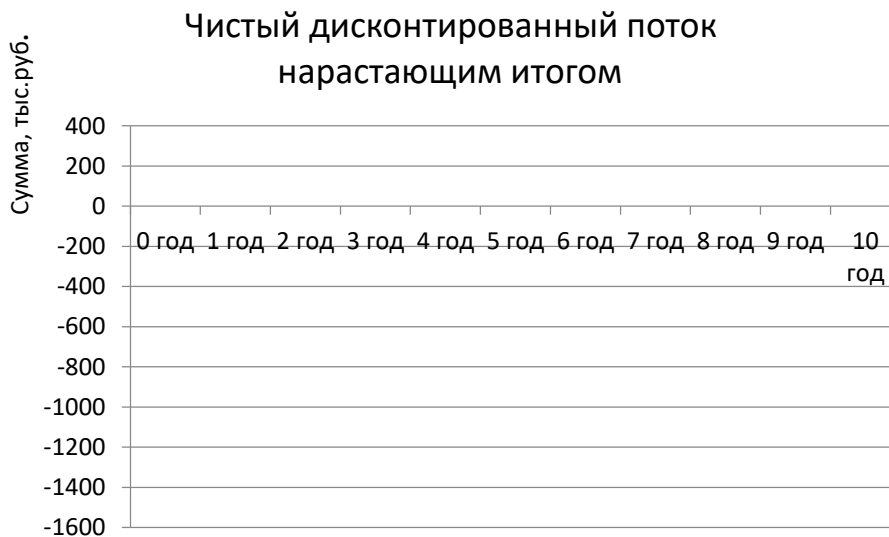 Чистый дисконтированный поток
нарастающим итогом
Сумма, тыс.руб.
400
200
0
-200
-400
-600
-800
-1000
-1200
-1400
-1600
0 год 1 год 2 год 3 год 4 год 5 год 6 год 7 год 8 год 9 год 10
год